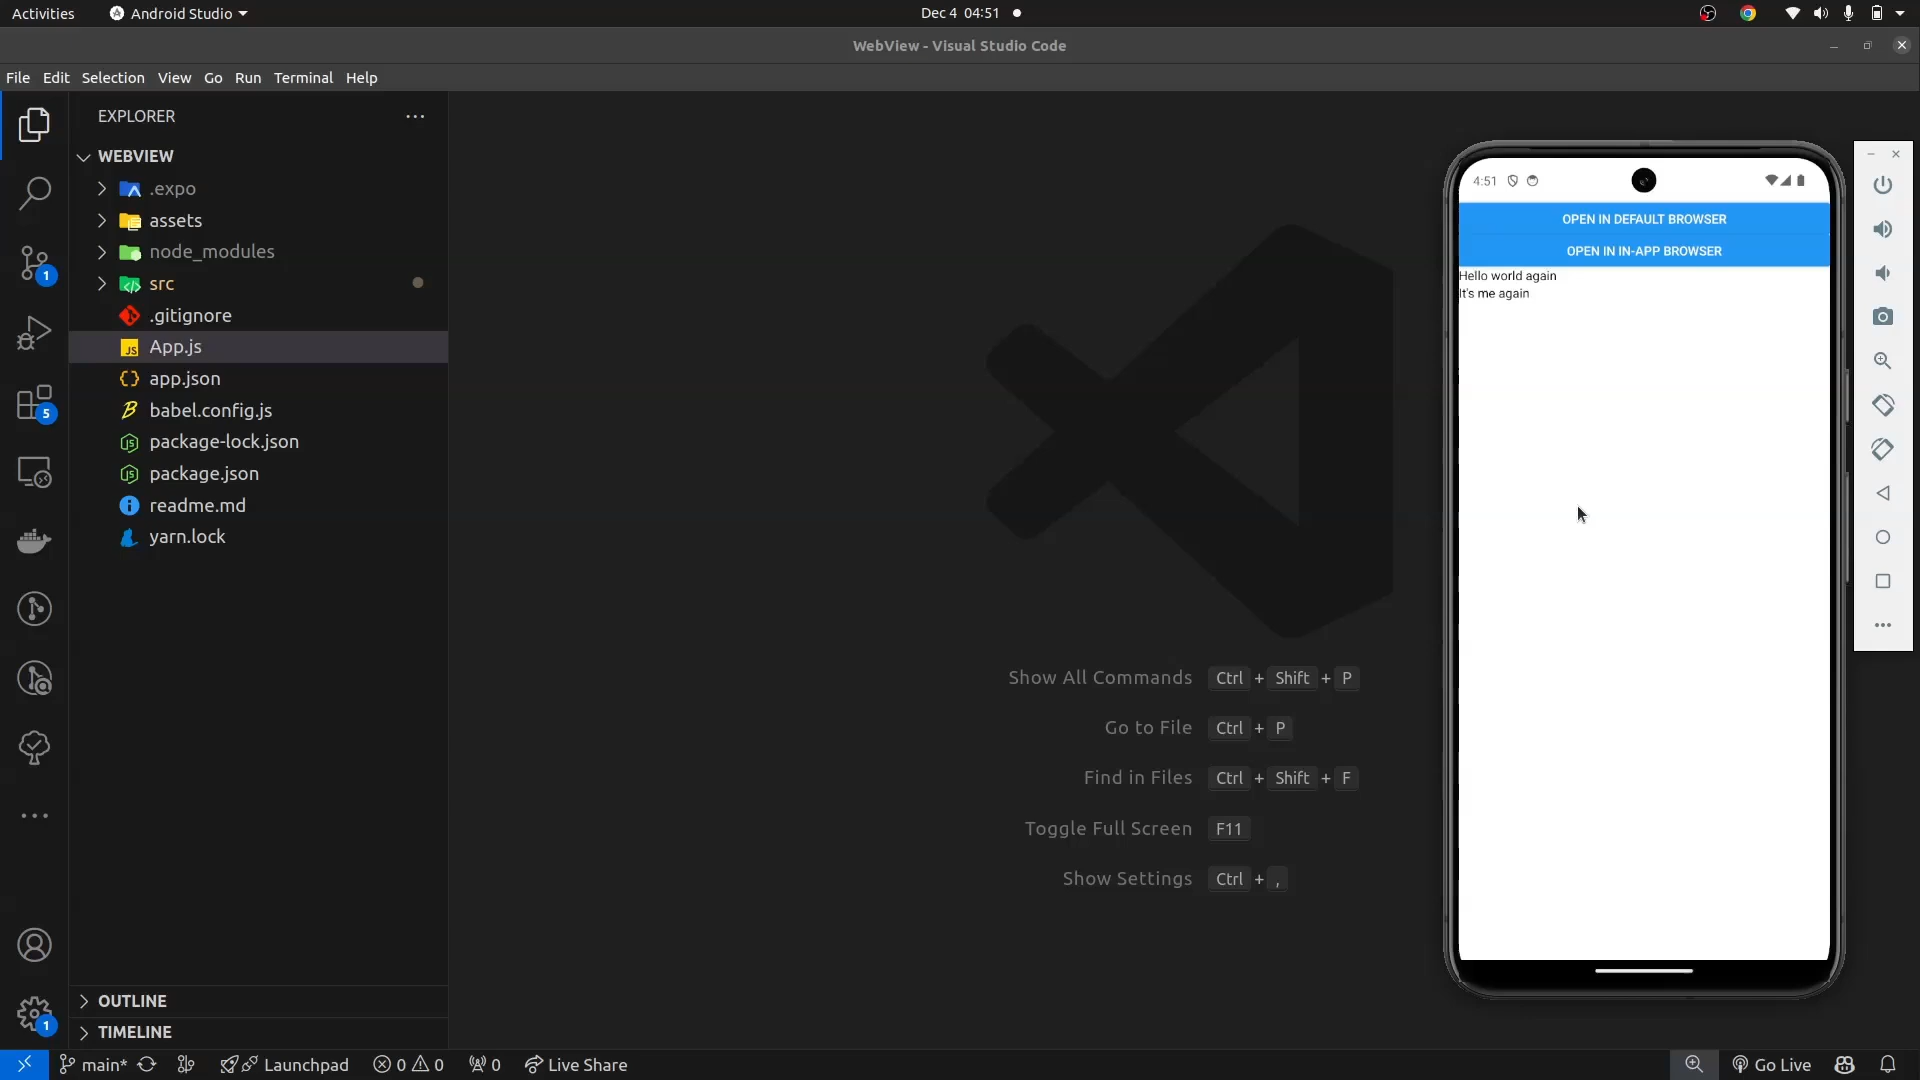 Activities
Android Studio
Dec 4 04:51
WebView - Visual Studio Code
File Edit Selection View Go Run Terminal Help
EXPLORER
WEBVIEW
.expo
assets
node_modules
src
.gitignore
JS App.js
app.json
babel.config.js
package-lock.json
package.json
readme.md
yarn.lock
1
5
1
OUTLINE
TIMELINE
Show All Commands Ctrl + Shift + P
Go to File Ctrl + P
Find in Files Ctrl + Shift + F
Toggle Full Screen F11
Show Settings Ctrl + ,
4:51
OPEN IN DEFAULT BROWSER
OPEN IN IN-APP BROWSER
Hello world again
It's me again
main* Launchpad 0 0 0 Live Share Go Live